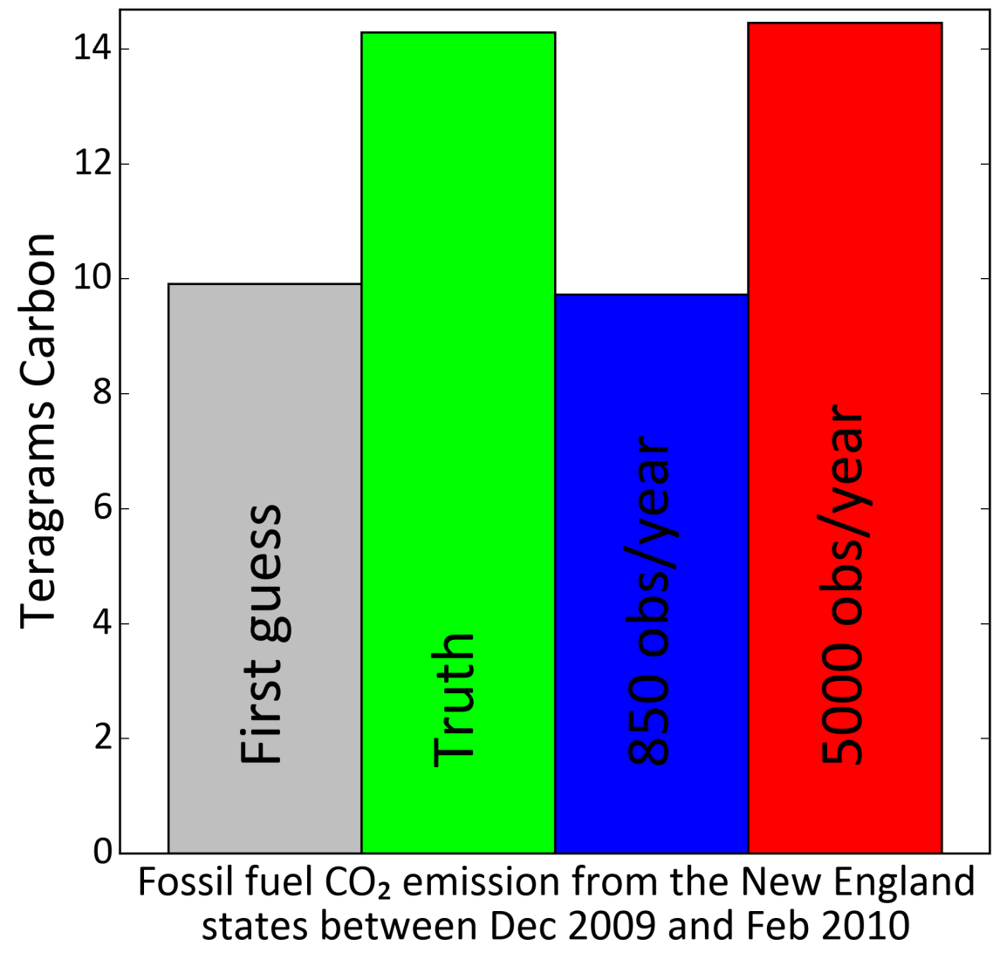 Teragrams Carbon
14
12
10
8
6
4
2
0
First guess
Truth
850 obs/year
5000 obs/year
Fossil fuel CO₂ emission from the New England
states between Dec 2009 and Feb 2010